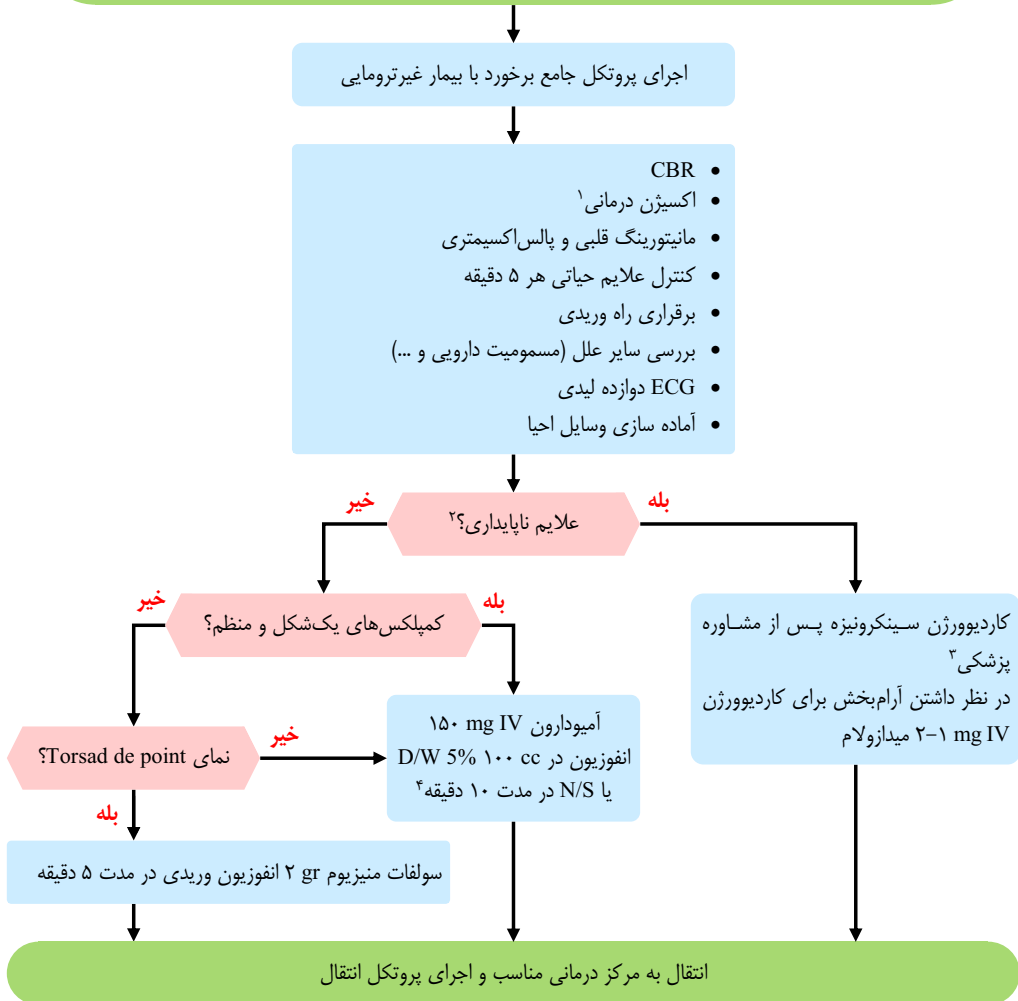 اجرای پروتکل جامع برخورد با بیمار غیرترومایی
• CBR
• اکسیژن درمانی۱
• مانیتورینگ قلبی و پالس‌اکسیمتری
• کنترل علایم حیاتی هر ۵ دقیقه
• برقراری راه وریدی
• بررسی سایر علل (مسمومیت دارویی و ...)
• ECG دوازده لیدی
• آماده سازی وسایل احیا
بله
خیر
علایم ناپایداری؟۲
بله
خیر
کمپلکس‌های یک‌شکل و منظم؟
کاردیوورژن سینکرونیزه پس از مشاوره
پزشکی۳
در نظر داشتن آرام‌بخش برای کاردیوورژن
۲–۱ mg IV میدازولام
آمیودارون ۱۵۰ mg IV
انفوزیون در ۱۰۰ cc D/W 5%
یا N/S در مدت ۱۰ دقیقه۴
خیر
نمای Torsad de point؟
بله
سولفات منیزیوم ۲ gr انفوزیون وریدی در مدت ۵ دقیقه
انتقال به مرکز درمانی مناسب و اجرای پروتکل انتقال